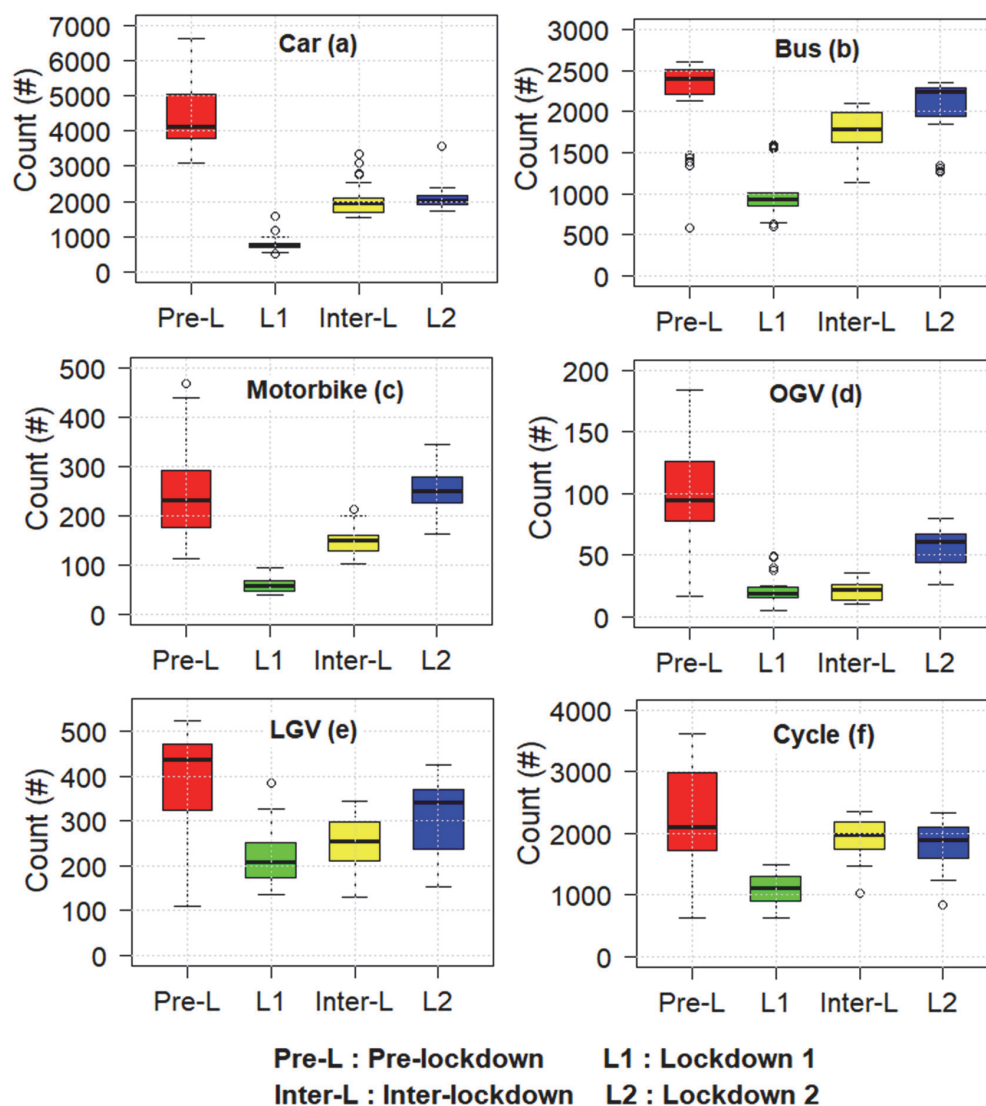 Car (a)
Count (#)
7000
6000
5000
4000
3000
2000
1000
0
Pre-L L1 Inter-L L2
Bus (b)
Count (#)
3000
2500
2000
1500
1000
500
0
Pre-L L1 Inter-L L2
Motorbike (c)
Count (#)
500
400
300
200
100
0
Pre-L L1 Inter-L L2
OGV (d)
Count (#)
200
150
100
50
0
Pre-L L1 Inter-L L2
LGV (e)
Count (#)
500
400
300
200
100
0
Pre-L L1 Inter-L L2
Cycle (f)
Count (#)
4000
3000
2000
1000
0
Pre-L L1 Inter-L L2
Pre-L : Pre-lockdown L1 : Lockdown 1
Inter-L : Inter-lockdown L2 : Lockdown 2